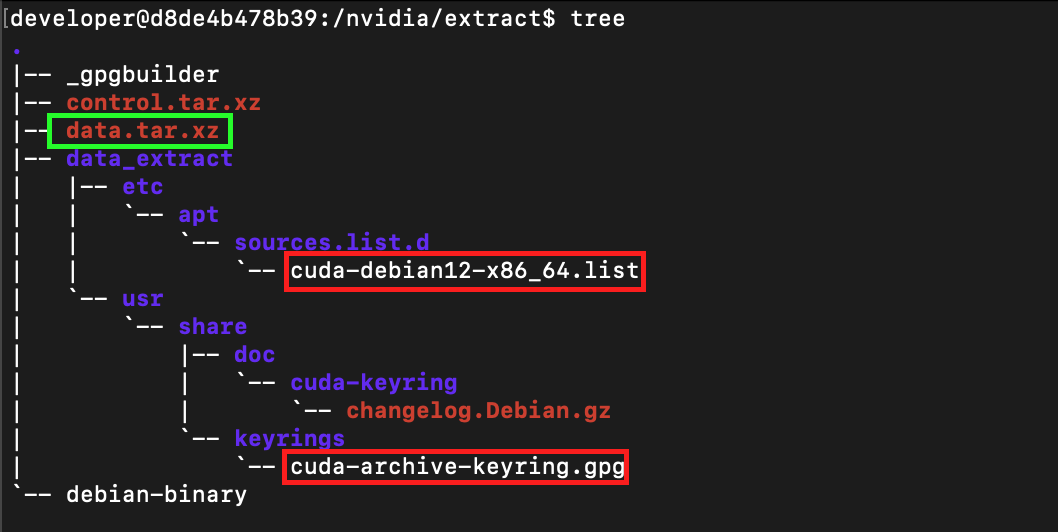 [developer@d8de4b478b39:/nvidia/extract$ tree
.
|-- _gpgbuilder
|-- control.tar.xz
|-- data.tar.xz
|-- data_extract
|   |-- etc
|   |   `-- apt
|   |       `-- sources.list.d
|   |           `-- cuda-debian12-x86_64.list
|   `-- usr
|       `-- share
|           |-- doc
|           |   `-- cuda-keyring
|           |       `-- changelog.Debian.gz
|           `-- keyrings
|               `-- cuda-archive-keyring.gpg
`-- debian-binary